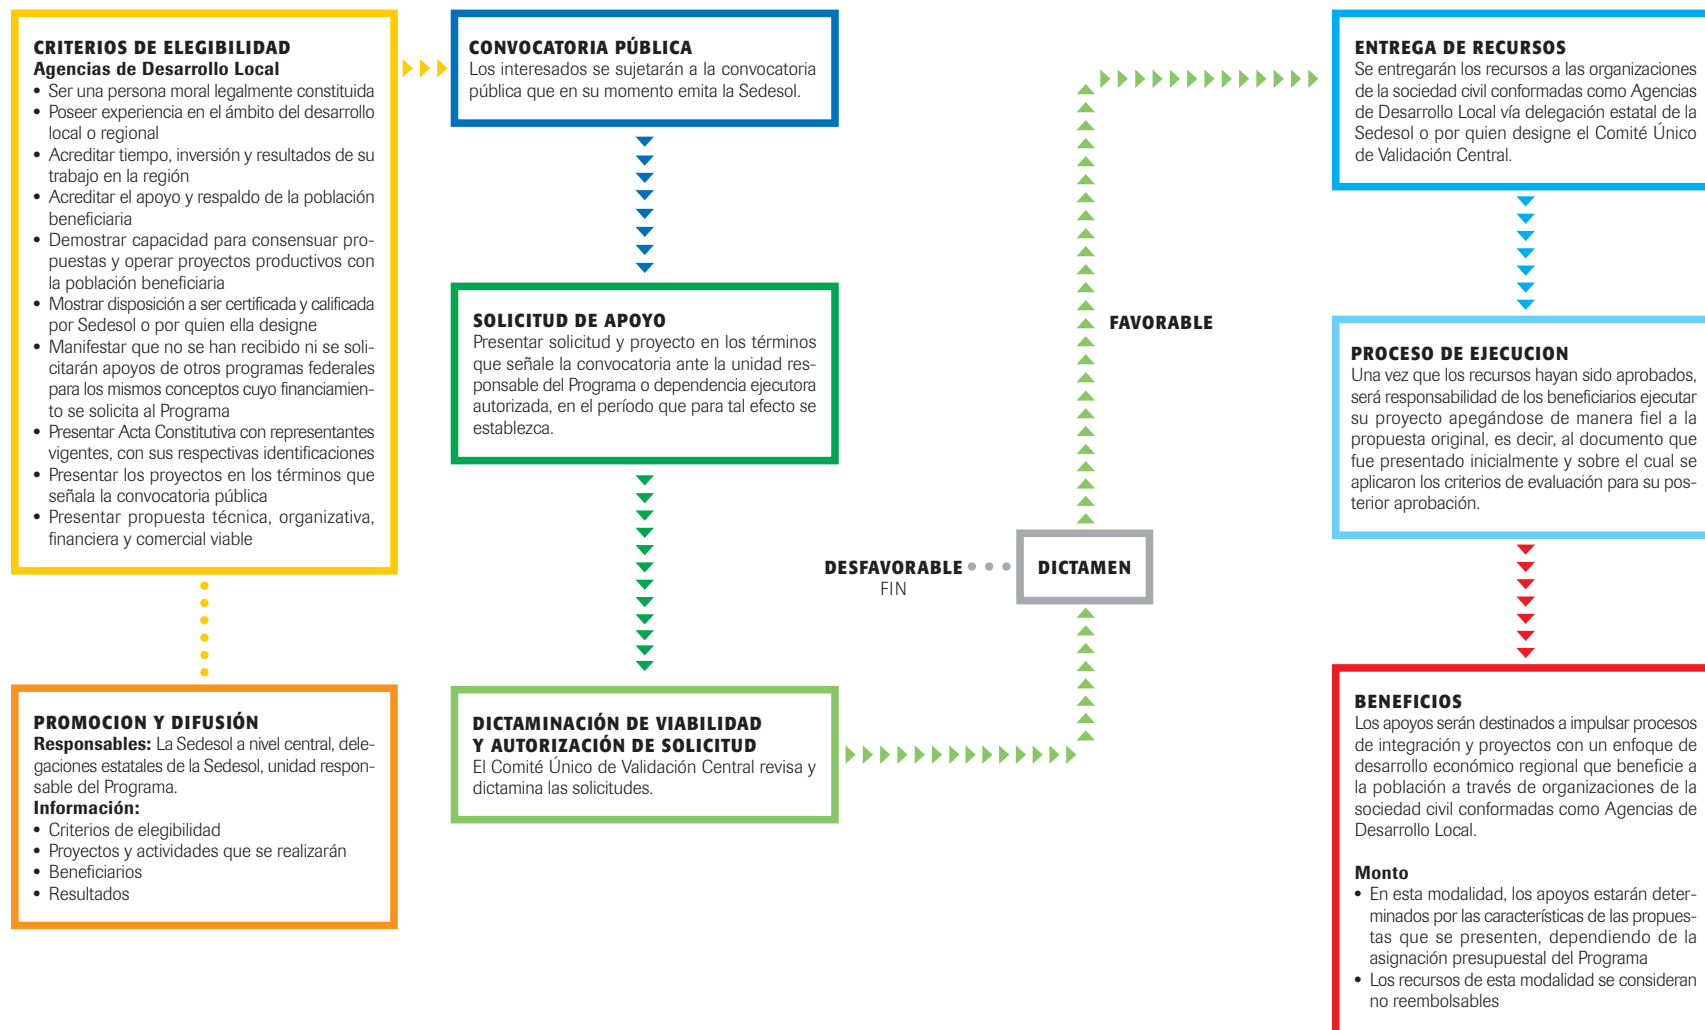 CRITERIOS DE ELEGIBILIDAD
Agencias de Desarrollo Local
• Ser una persona moral legalmente constituida
• Poseer experiencia en el ámbito del desarrollo
local o regional
• Acreditar tiempo, inversión y resultados de su
trabajo en la región
• Acreditar el apoyo y respaldo de la población
beneficiaria
• Demostrar capacidad para consensuar pro-
puestas y operar proyectos productivos con
la población beneficiaria
• Mostrar disposición a ser certificada y calificada
por Sedesol o por quien ella designe
• Manifestar que no se han recibido ni se soli-
citarán apoyos de otros programas federales
para los mismos conceptos cuyo financiamien-
to se solicita al Programa
• Presentar Acta Constitutiva con representantes
vigentes, con sus respectivas identificaciones
• Presentar los proyectos en los términos que
señala la convocatoria pública
• Presentar propuesta técnica, organizativa,
financiera y comercial viable
PROMOCION Y DIFUSIÓN
Responsables: La Sedesol a nivel central, dele-
gaciones estatales de la Sedesol, unidad respon-
sable del Programa.
Información:
• Criterios de elegibilidad
• Proyectos y actividades que se realizarán
• Beneficiarios
• Resultados
CONVOCATORIA PÚBLICA
Los interesados se sujetarán a la convocatoria
pública que en su momento emita la Sedesol.
SOLICITUD DE APOYO
Presentar solicitud y proyecto en los términos
que señale la convocatoria ante la unidad res-
ponsable del Programa o dependencia ejecutora
autorizada, en el período que para tal efecto se
establezca.
DICTAMINACIÓN DE VIABILIDAD
Y AUTORIZACIÓN DE SOLICITUD
El Comité Único de Validación Central revisa y
dictamina las solicitudes.
DESFAVORABLE
FIN
DICTAMEN
FAVORABLE
ENTREGA DE RECURSOS
Se entregarán los recursos a las organizaciones
de la sociedad civil conformadas como Agencias
de Desarrollo Local vía delegación estatal de la
Sedesol o por quien designe el Comité Único
de Validación Central.
PROCESO DE EJECUCION
Una vez que los recursos hayan sido aprobados,
será responsabilidad de los beneficiarios ejecutar
su proyecto apegándose de manera fiel a la
propuesta original, es decir, al documento que
fue presentado inicialmente y sobre el cual se
aplicaron los criterios de evaluación para su pos-
terior aprobación.
BENEFICIOS
Los apoyos serán destinados a impulsar procesos
de integración y proyectos con un enfoque de
desarrollo económico regional que beneficie a
la población a través de organizaciones de la
sociedad civil conformadas como Agencias de
Desarrollo Local.
Monto
• En esta modalidad, los apoyos estarán deter-
minados por las características de las propues-
tas que se presenten, dependiendo de la
asignación presupuestal del Programa
• Los recursos de esta modalidad se consideran
no reembolsables